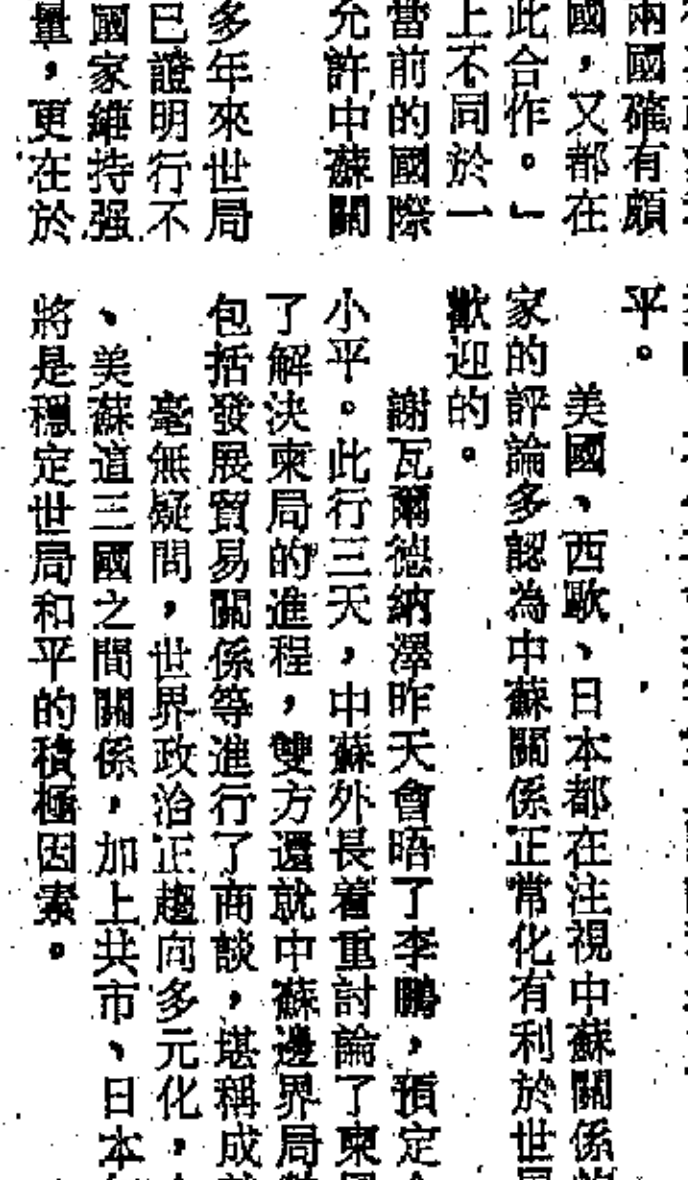 兩國確有頗
國，又都在
此合作。」
上不同於一
當前的國際
允許中蘇關
多年來世局
已證明行不
國家維持强
量，更在於
平。
美國、西歐、日本都在注視中蘇關係的
家的評論多認為中蘇關係正常化有利於世界
歡迎的。
謝瓦爾德納澤昨天會晤了李鵬，預定
小平。此行三天，中蘇外長着重討論了柬
了解決柬局的進程，雙方還就中蘇邊界局勢
包括發展貿易關係等進行了商談，堪稱成就
毫無疑問，世界政治正趨向多元化，
、美蘇這三國之間關係，加上共市、日本
將是穩定世局和平的積極因素。